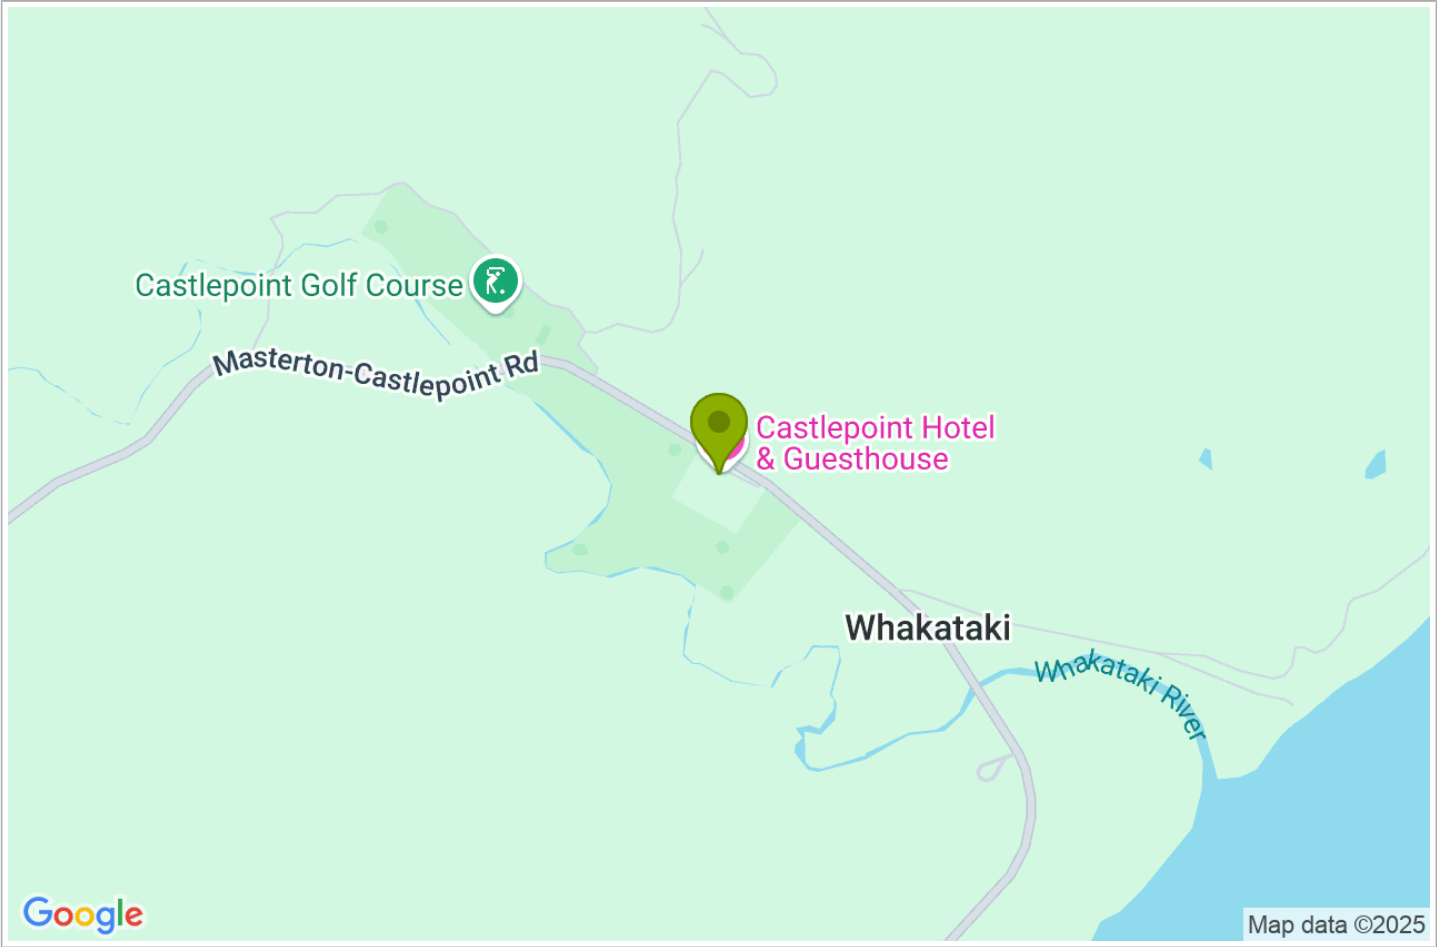 Castlepoint Golf Course
Masterton-Castlepoint Rd
Castlepoint Hotel
& Guesthouse
Whakataki
Whakataki River
Google
Map data ©2025